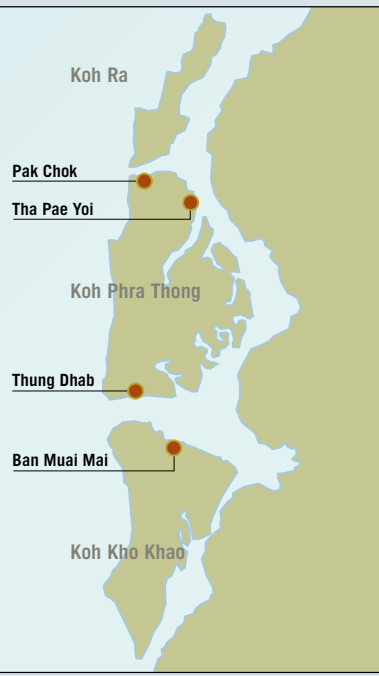 Koh Ra
Pak Chok
Tha Pae Yoi
Koh Phra Thong
Thung Dhab
Ban Muai Mai
Koh Kho Khao